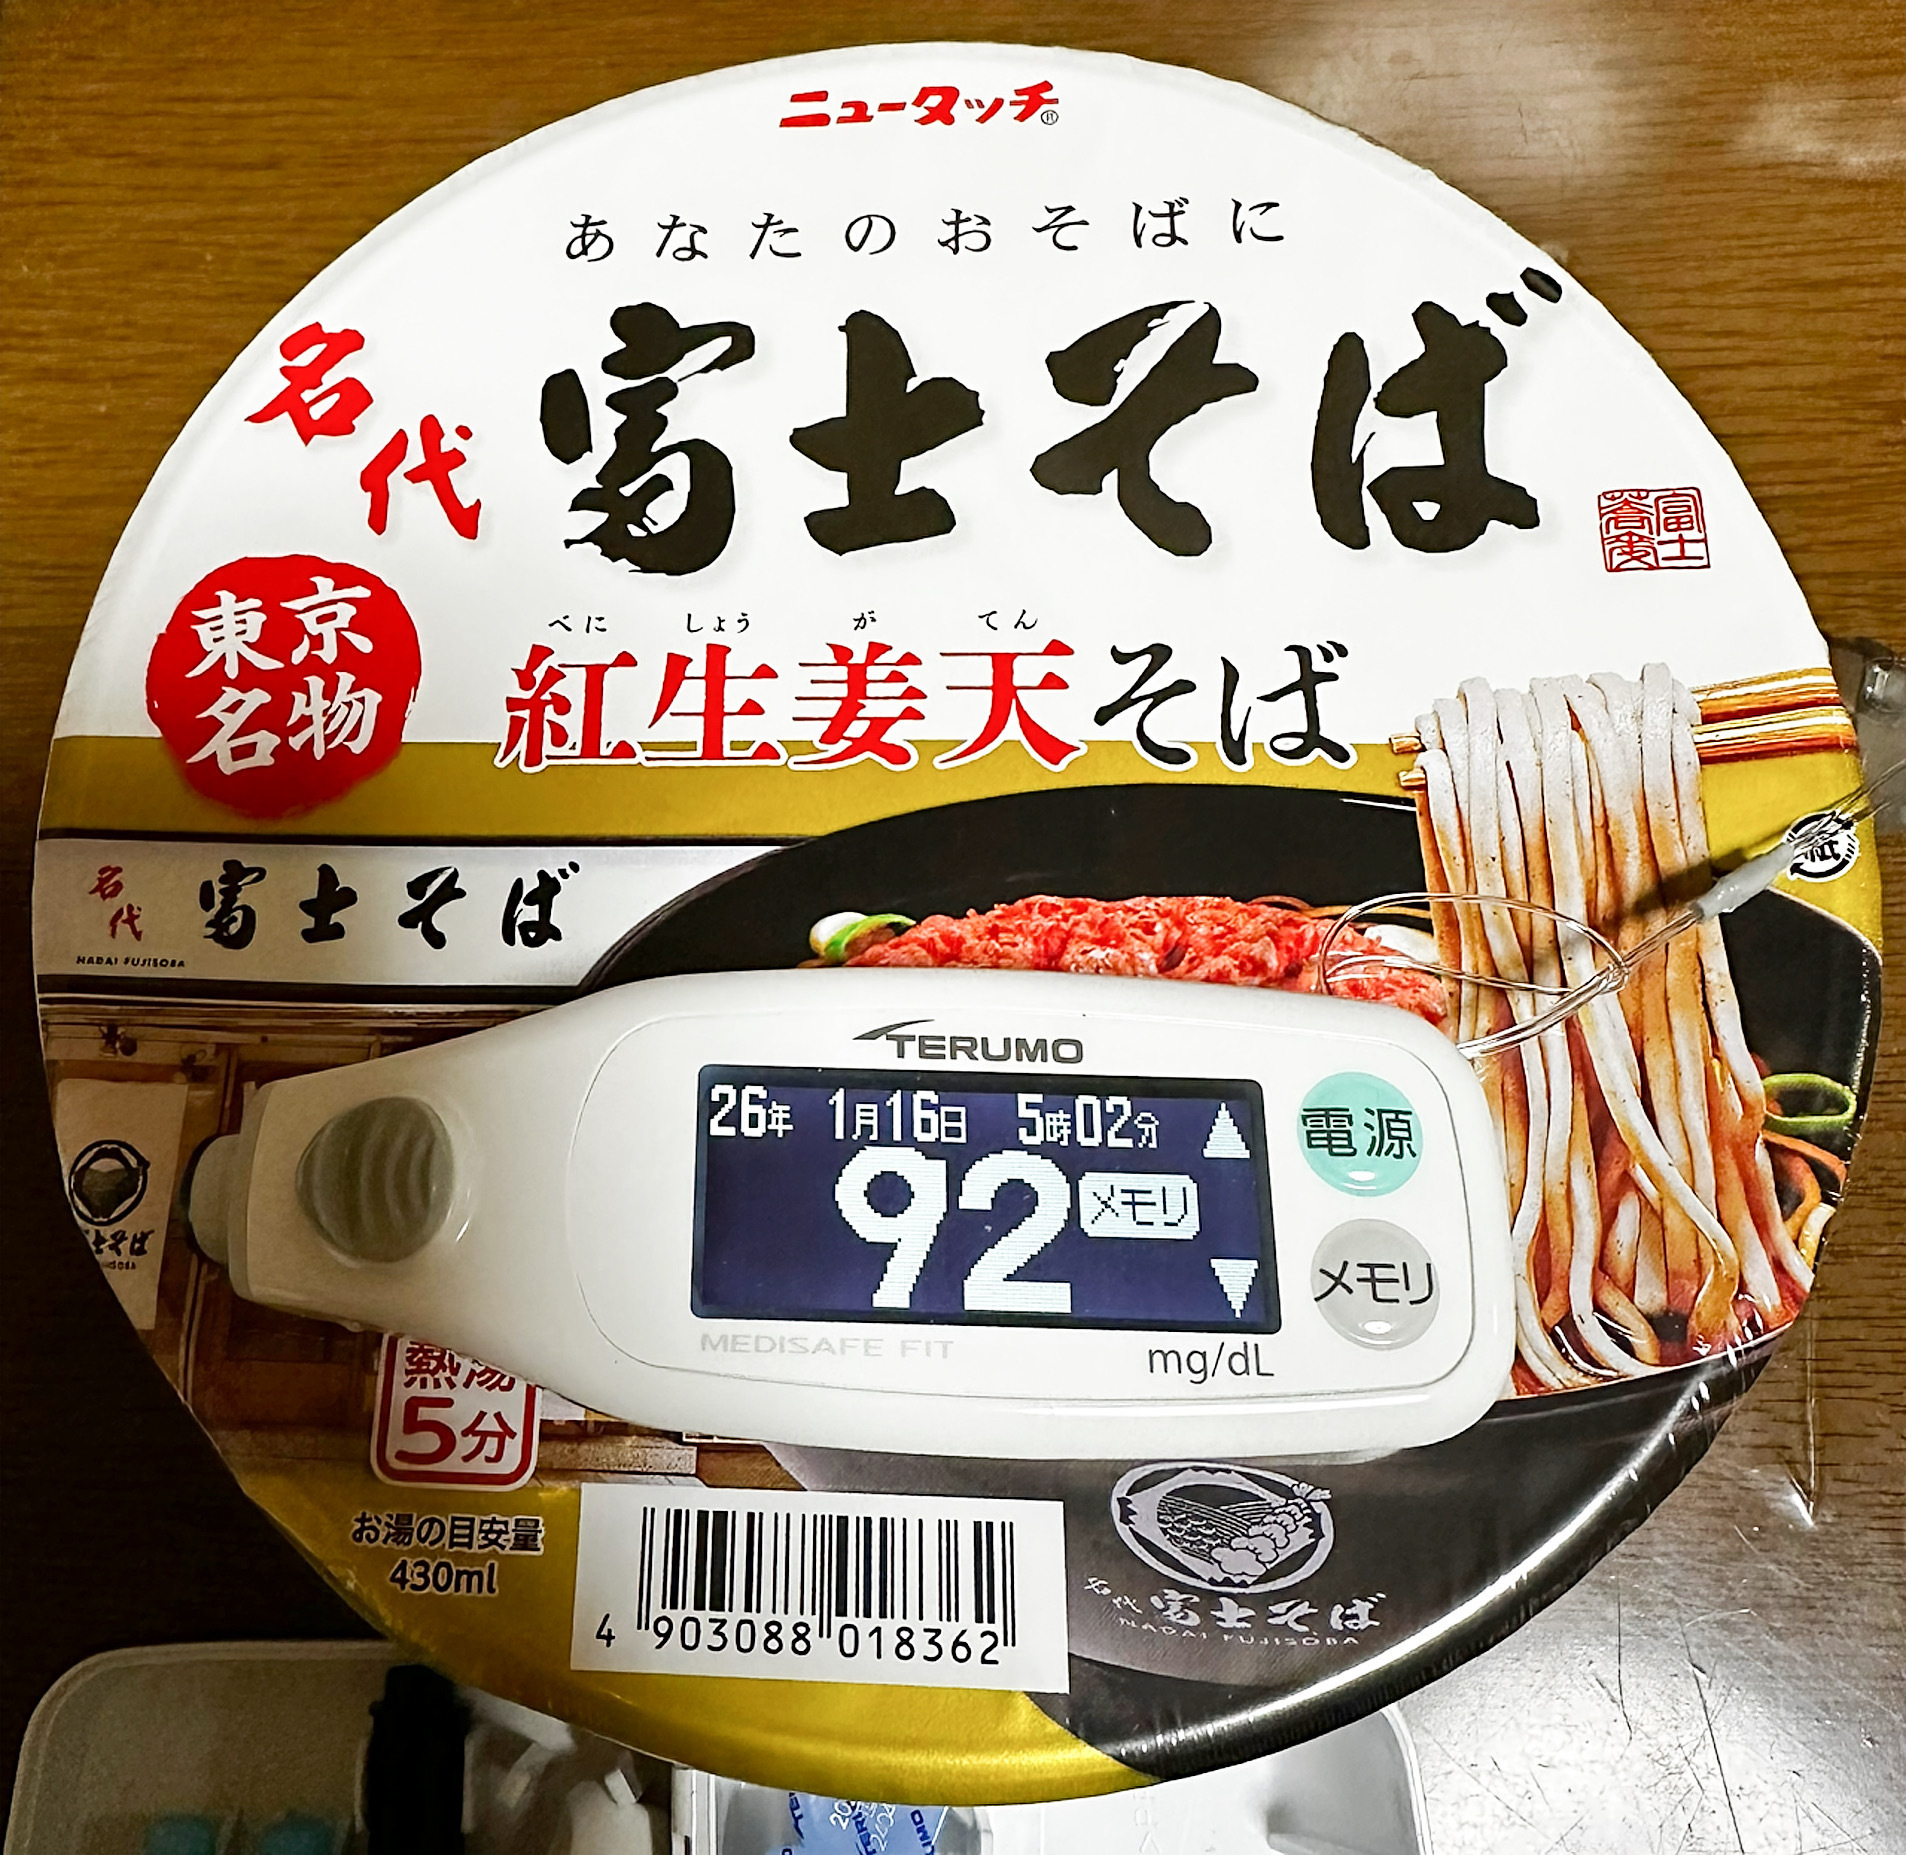 ニュータッチ®
あなたのおそばに
名代 富士そば
富士蕎麦
東京名物
べにしょうがてん
紅生姜天そば
名代 富士そば
NADAI FUJISOBA
TERUMO
26年 1月16日 5時02分
92 メモリ
電源
メモリ
MEDISAFE FIT
mg/dL
熱湯
5分
お湯の目安量
430ml
4 903088 018362
名代 富士そば
NADAI FUJISOBA